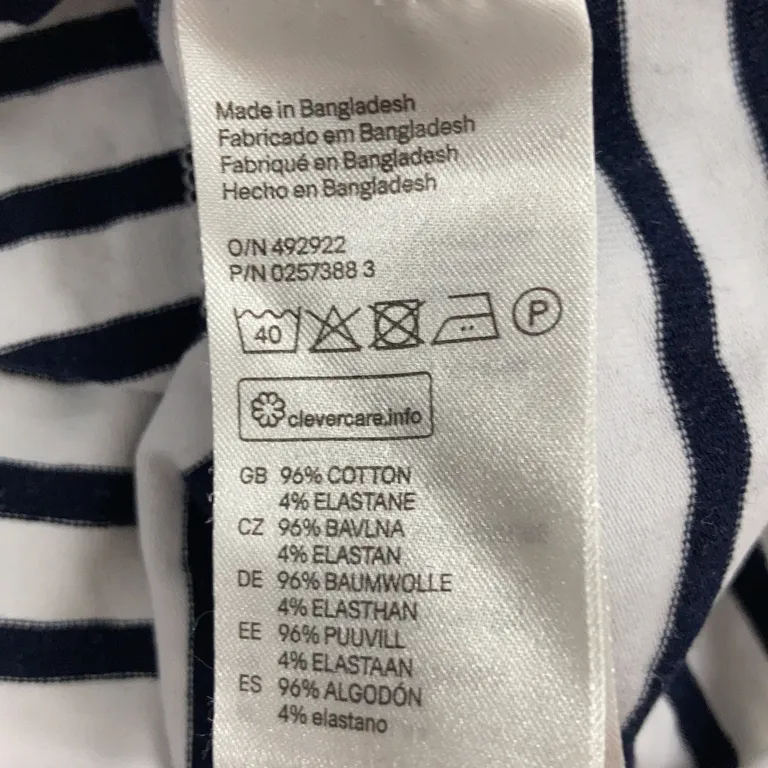 Made in Bangladesh
Fabricado em Bangladesh
Fabriqué en Bangladesh
Hecho en Bangladesh
O/N 492922
P/N 0257388 3
40 P
clevercare.info
GB 96% COTTON
4% ELASTANE
CZ 96% BAVLNA
4% ELASTAN
DE 96% BAUMWOLLE
4% ELASTHAN
EE 96% PUUVILL
4% ELASTAAN
ES 96% ALGODÓN
4% elastano